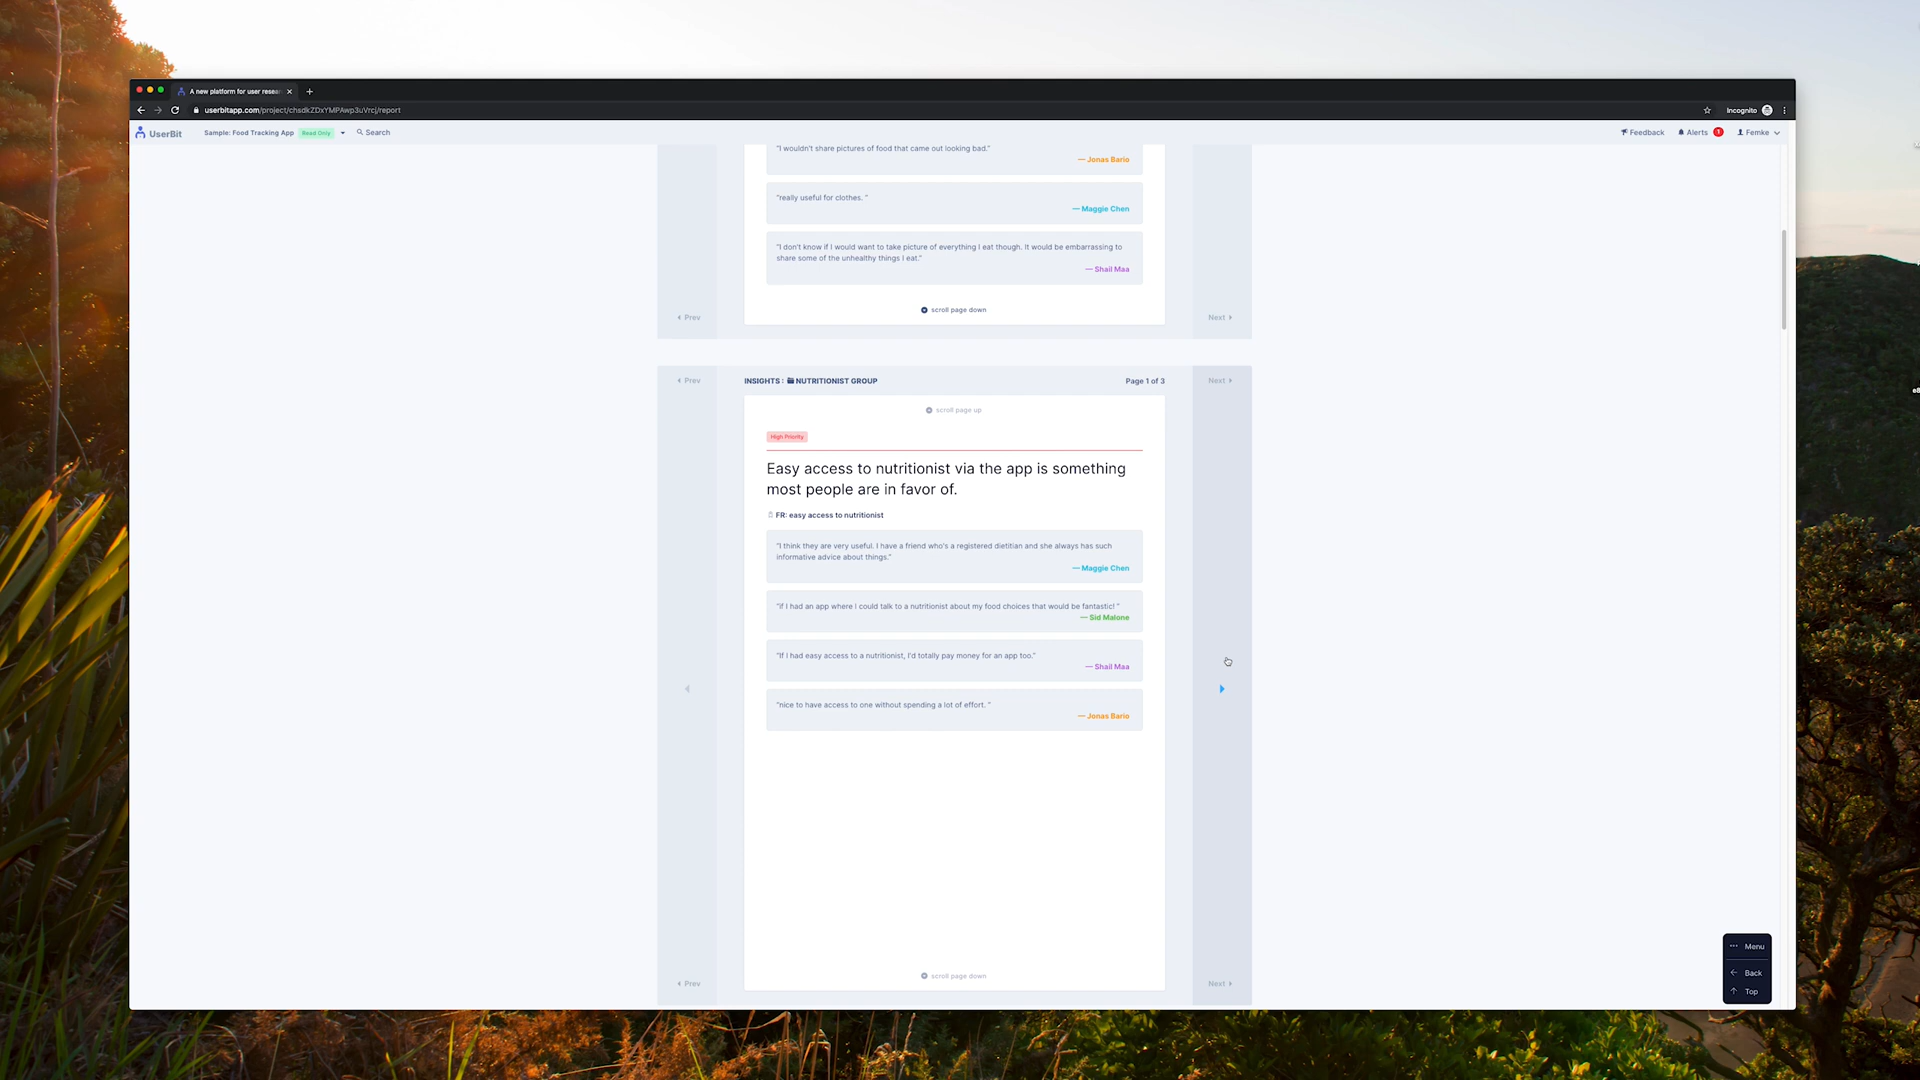 A new platform for user resea
userbitapp.com/project/chsdkZDxYMPAwp3uVrcj/report
Incognito
UserBit
Sample: Food Tracking App
Read Only
Search
Feedback
Alerts
1
Femke
"I wouldn't share pictures of food that came out looking bad."
— Jonas Bario
"really useful for clothes. "
— Maggie Chen
"I don't know if I would want to take picture of everything I eat though. It would be embarrassing to
share some of the unhealthy things I eat."
— Shail Maa
scroll page down
Prev
Next
Prev
INSIGHTS : NUTRITIONIST GROUP
Page 1 of 3
Next
scroll page up
High Priority
Easy access to nutritionist via the app is something
most people are in favor of.
FR: easy access to nutritionist
"I think they are very useful. I have a friend who's a registered dietitian and she always has such
informative advice about things."
— Maggie Chen
"If I had an app where I could talk to a nutritionist about my food choices that would be fantastic! "
— Sid Malone
"If I had easy access to a nutritionist, I'd totally pay money for an app too."
— Shail Maa
"nice to have access to one without spending a lot of effort. "
— Jonas Bario
scroll page down
Prev
Next
Menu
Back
Top